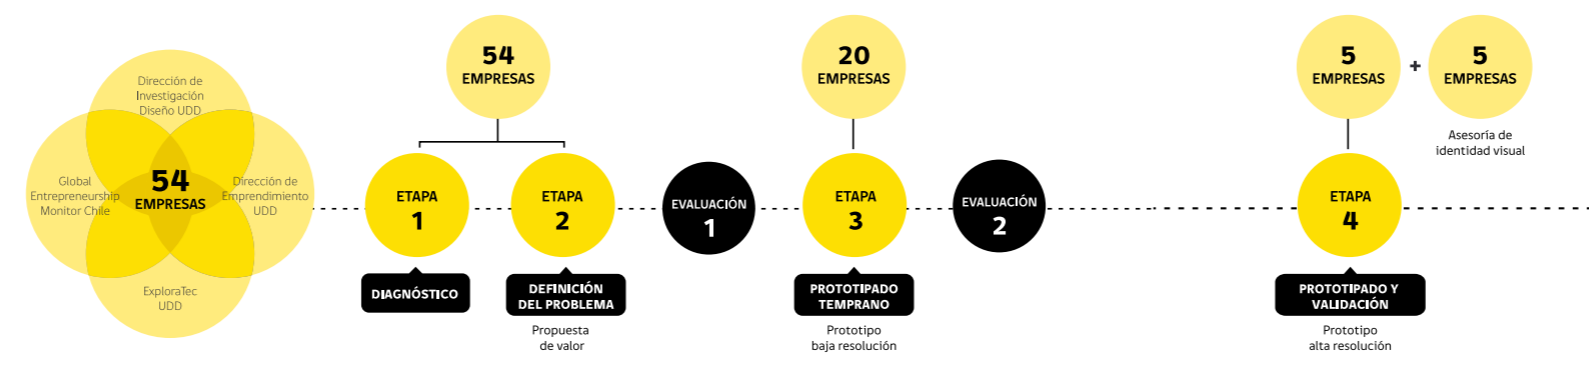 Dirección de
Investigación
Diseño UDD
Global
Entrepreneurship
Monitor Chile
54
EMPRESAS
Dirección de
Emprendimiento
UDD
ExploraTec
UDD
54
EMPRESAS
ETAPA
1
DIAGNÓSTICO
ETAPA
2
DEFINICIÓN
DEL PROBLEMA
Propuesta
de valor
EVALUACIÓN
1
20
EMPRESAS
ETAPA
3
PROTOTIPADO
TEMPRANO
Prototipo
baja resolución
EVALUACIÓN
2
5
EMPRESAS
+
5
EMPRESAS
Asesoría de
identidad visual
ETAPA
4
PROTOTIPADO Y
VALIDACIÓN
Prototipo
alta resolución